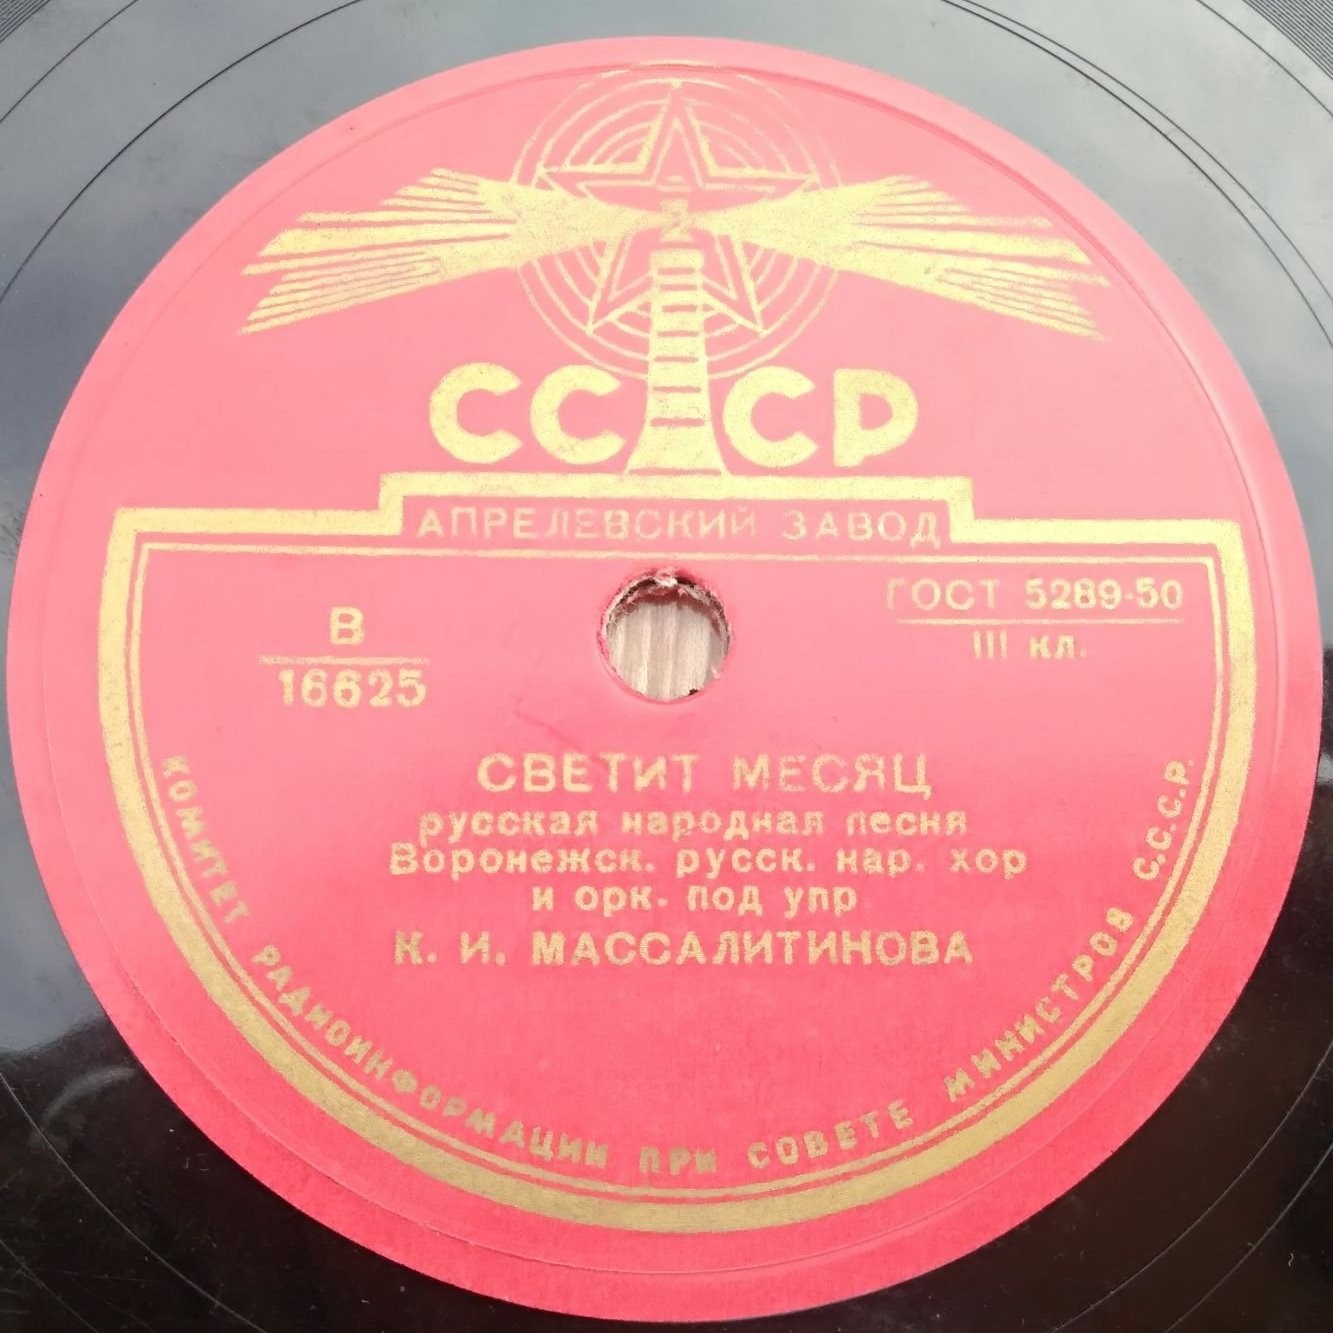 СССР
АПРЕЛЕВСКИЙ ЗАВОД
ГОСТ 5289-50
III кл.
В
16625
СВЕТИТ МЕСЯЦ
русская народная песня
Воронежск. русск. нар. хор
и орк. под упр
К. И. МАССАЛИТИНОВА
КОМИТЕТ РАДИОИНФОРМАЦИИ ПРИ СОВЕТЕ МИНИСТРОВ С.С.С.Р.